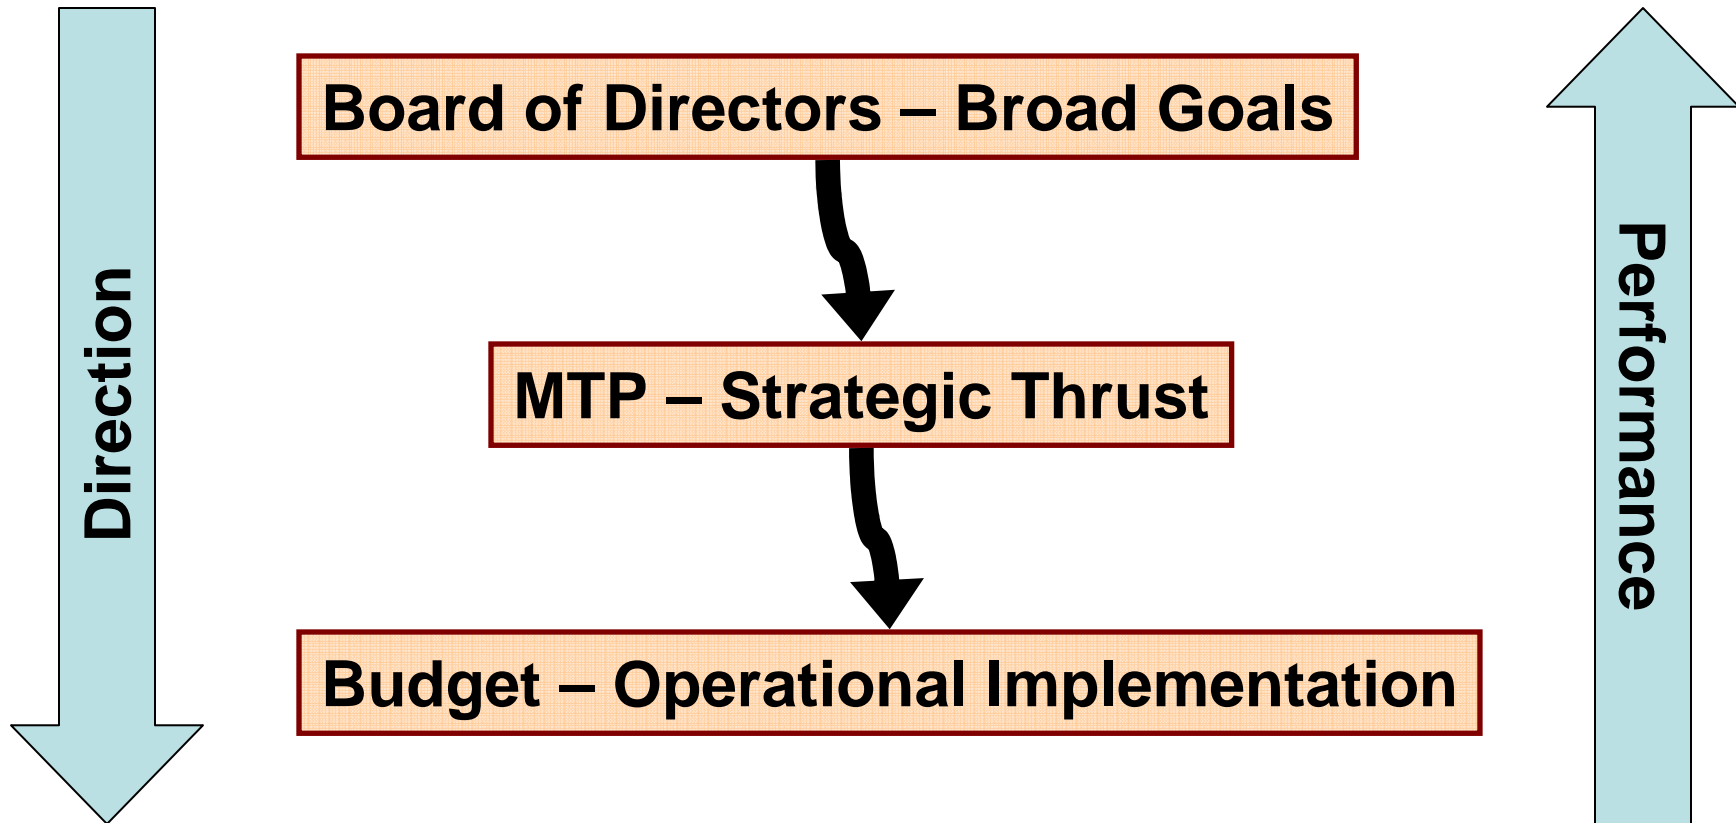 Board of Directors – Broad Goals
Direction
Performance
MTP – Strategic Thrust
Budget – Operational Implementation